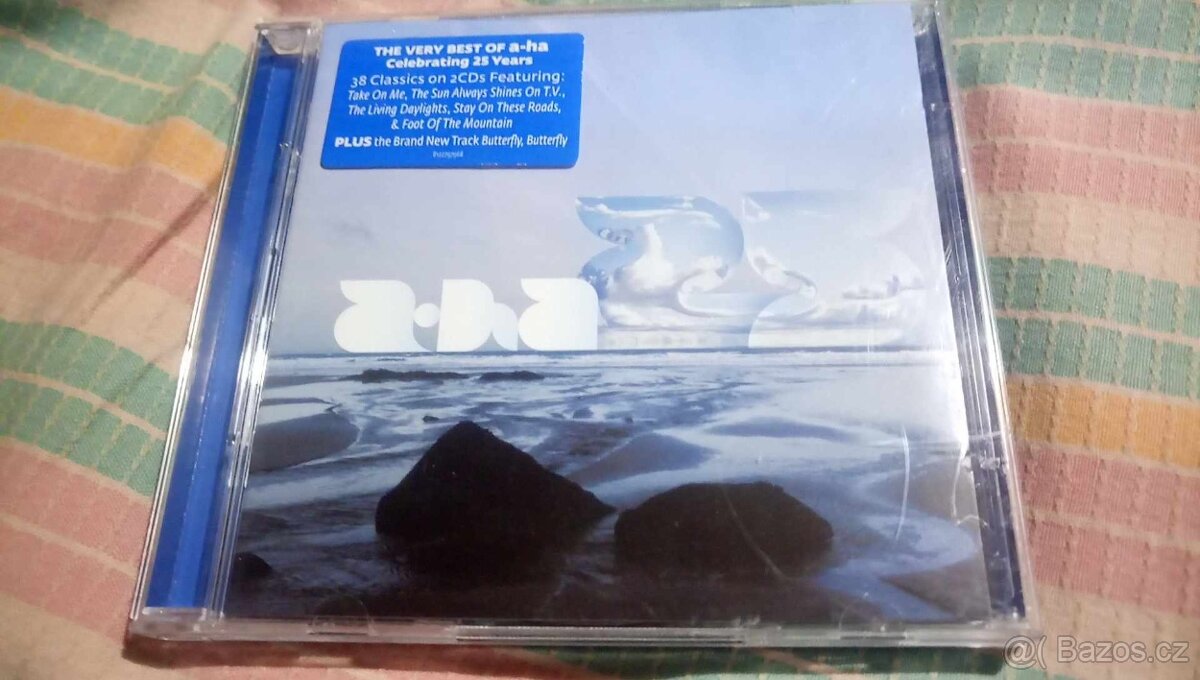 THE VERY BEST OF a-ha
Celebrating 25 Years
38 Classics on 2CDs Featuring:
Take On Me, The Sun Always Shines On T.V.,
The Living Daylights, Stay On These Roads,
& Foot Of The Mountain
PLUS the Brand New Track Butterfly, Butterfly
a-ha 25
@( Bazos.cz